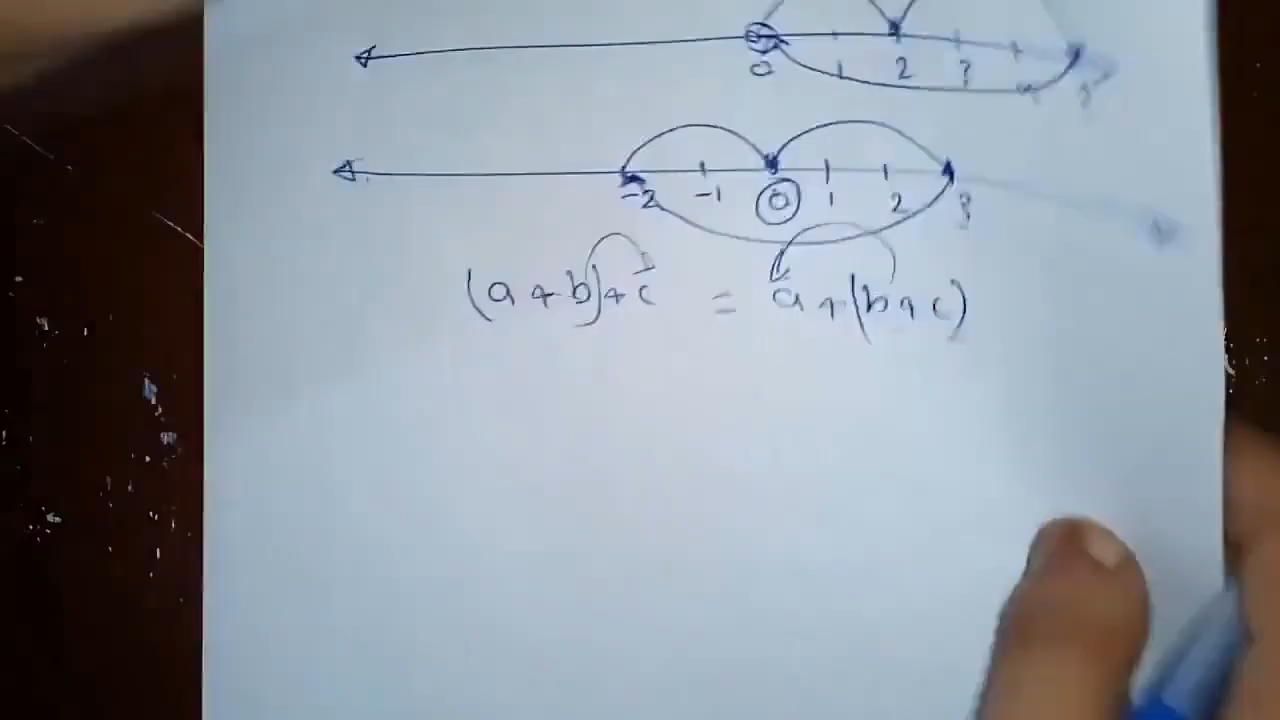 0 1 2 3
-2 -1 0 1 2 3
(a+b)+c = a+(b+c)